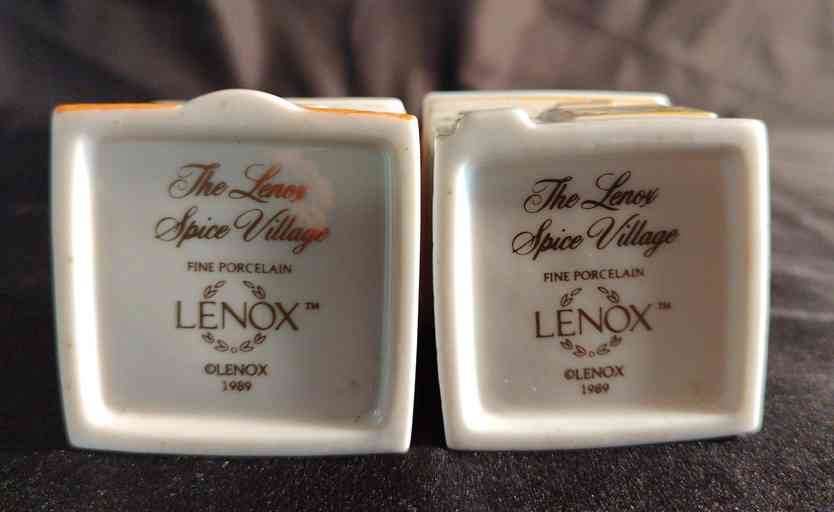 The Lenox
Spice Village
FINE PORCELAIN
LENOX™
©LENOX
1989
The Lenox
Spice Village
FINE PORCELAIN
LENOX™
©LENOX
1989